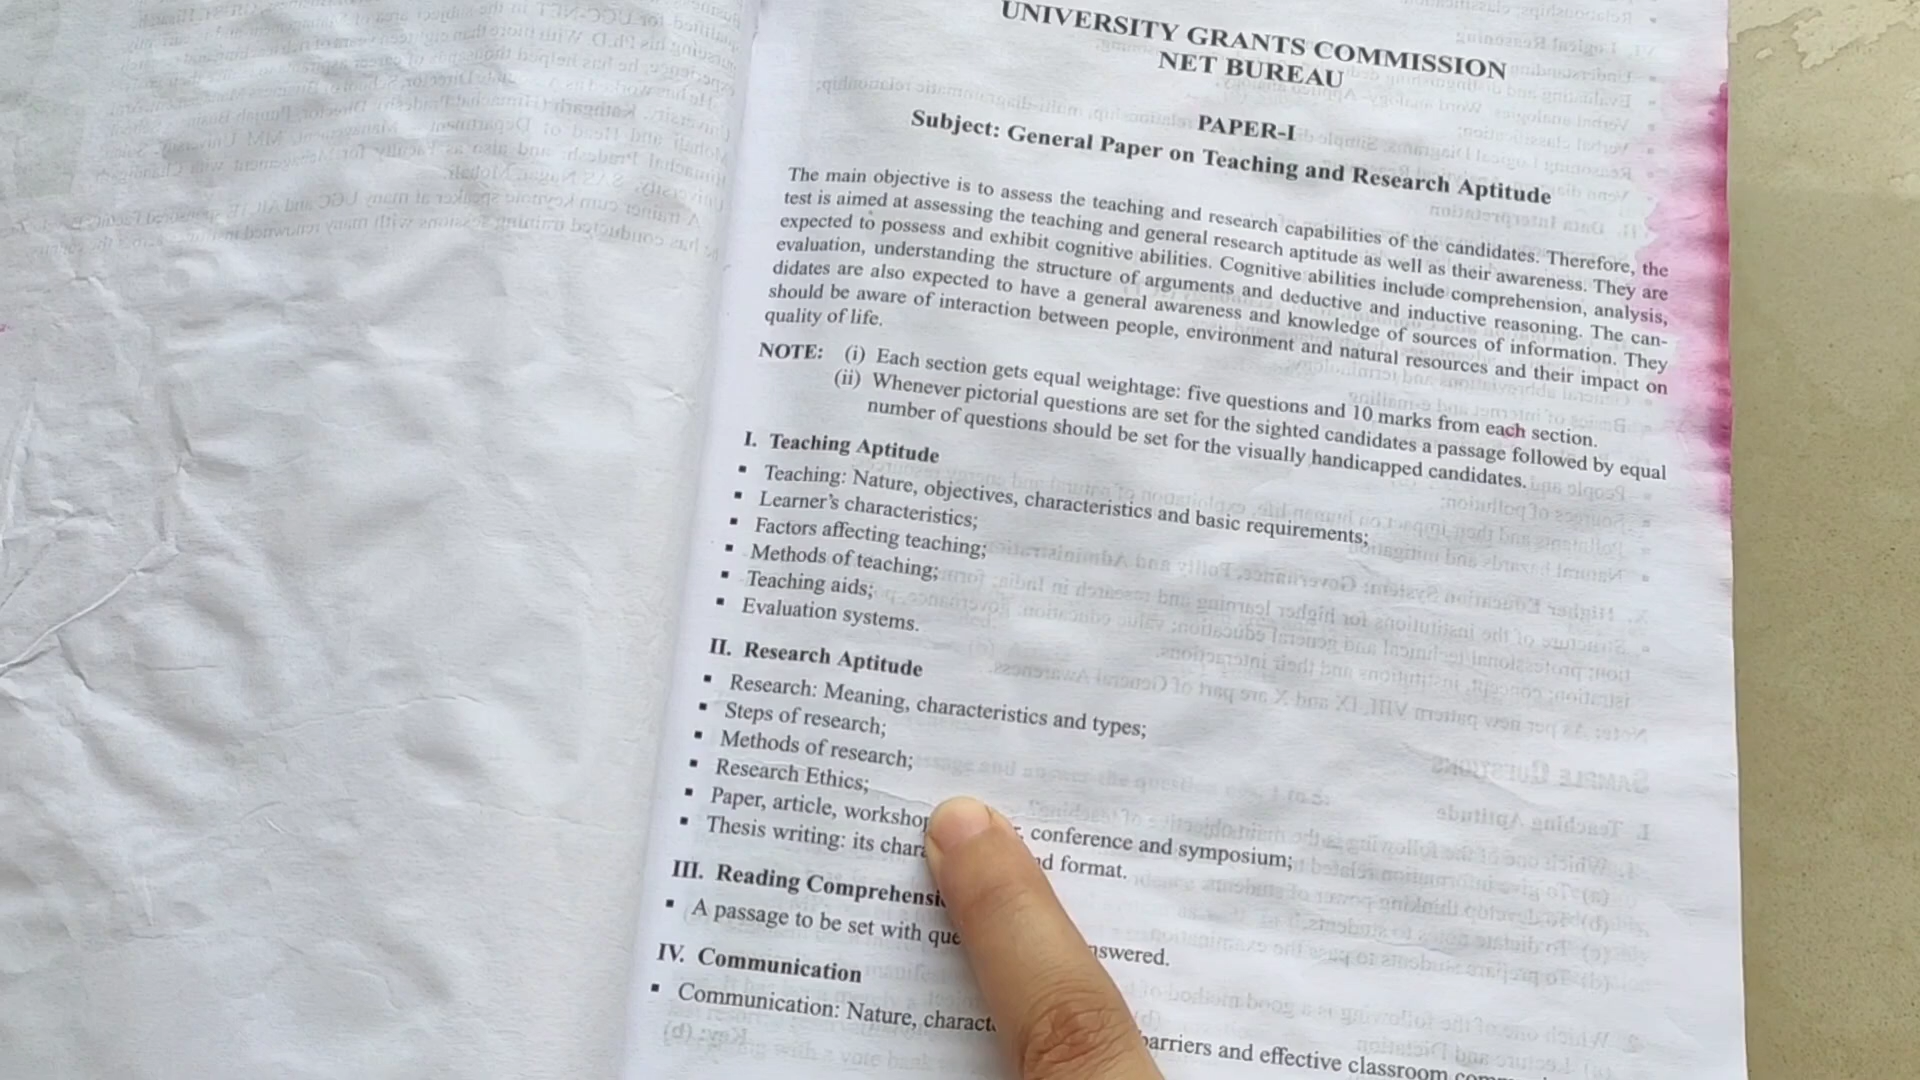 UNIVERSITY GRANTS COMMISSION
NET BUREAU
PAPER-I
Subject: General Paper on Teaching and Research Aptitude
The main objective is to assess the teaching and research capabilities of the candidates. Therefore, the
test is aimed at assessing the teaching and general research aptitude as well as their awareness. They are
expected to possess and exhibit cognitive abilities. Cognitive abilities include comprehension, analysis,
evaluation, understanding the structure of arguments and deductive and inductive reasoning. The can-
didates are also expected to have a general awareness and knowledge of sources of information. They
should be aware of interaction between people, environment and natural resources and their impact on
quality of life.
NOTE: (i) Each section gets equal weightage: five questions and 10 marks from each section.
(ii) Whenever pictorial questions are set for the sighted candidates a passage followed by equal
number of questions should be set for the visually handicapped candidates.
I. Teaching Aptitude
▪ Teaching: Nature, objectives, characteristics and basic requirements;
▪ Learner's characteristics;
▪ Factors affecting teaching;
▪ Methods of teaching;
▪ Teaching aids;
▪ Evaluation systems.
II. Research Aptitude
▪ Research: Meaning, characteristics and types;
▪ Steps of research;
▪ Methods of research;
▪ Research Ethics;
▪ Paper, article, conference and symposium;
▪ Thesis writing: its format.
III. Reading
▪ A passage to be set with
IV. Communication
▪ Communication: Nature, barriers and effective classroom